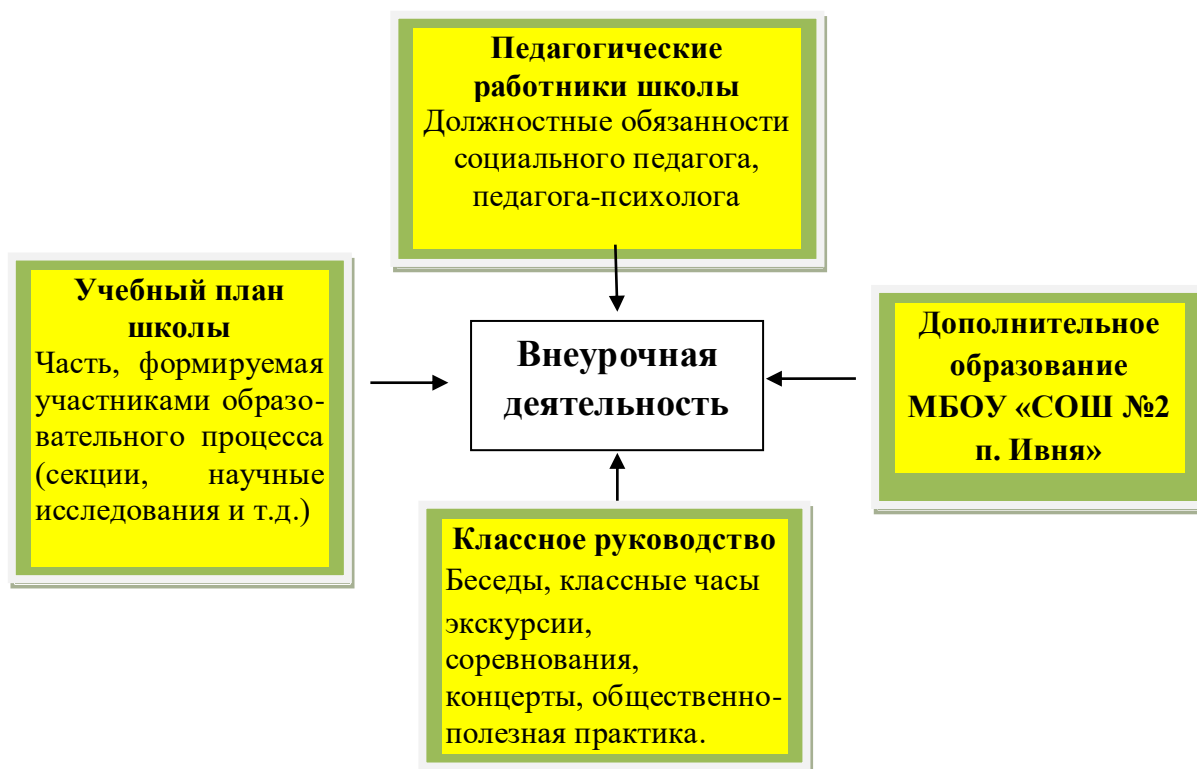 Педагогические
работники школы
Должностные обязанности
социального педагога,
педагога-психолога
Учебный план
школы
Часть, формируемая
участниками образо-
вательного процесса
(секции, научные
исследования и т.д.)
Внеурочная
деятельность
Дополнительное
образование
МБОУ «СОШ №2
п. Ивня»
Классное руководство
Беседы, классные часы
экскурсии,
соревнования,
концерты, общественно-
полезная практика.